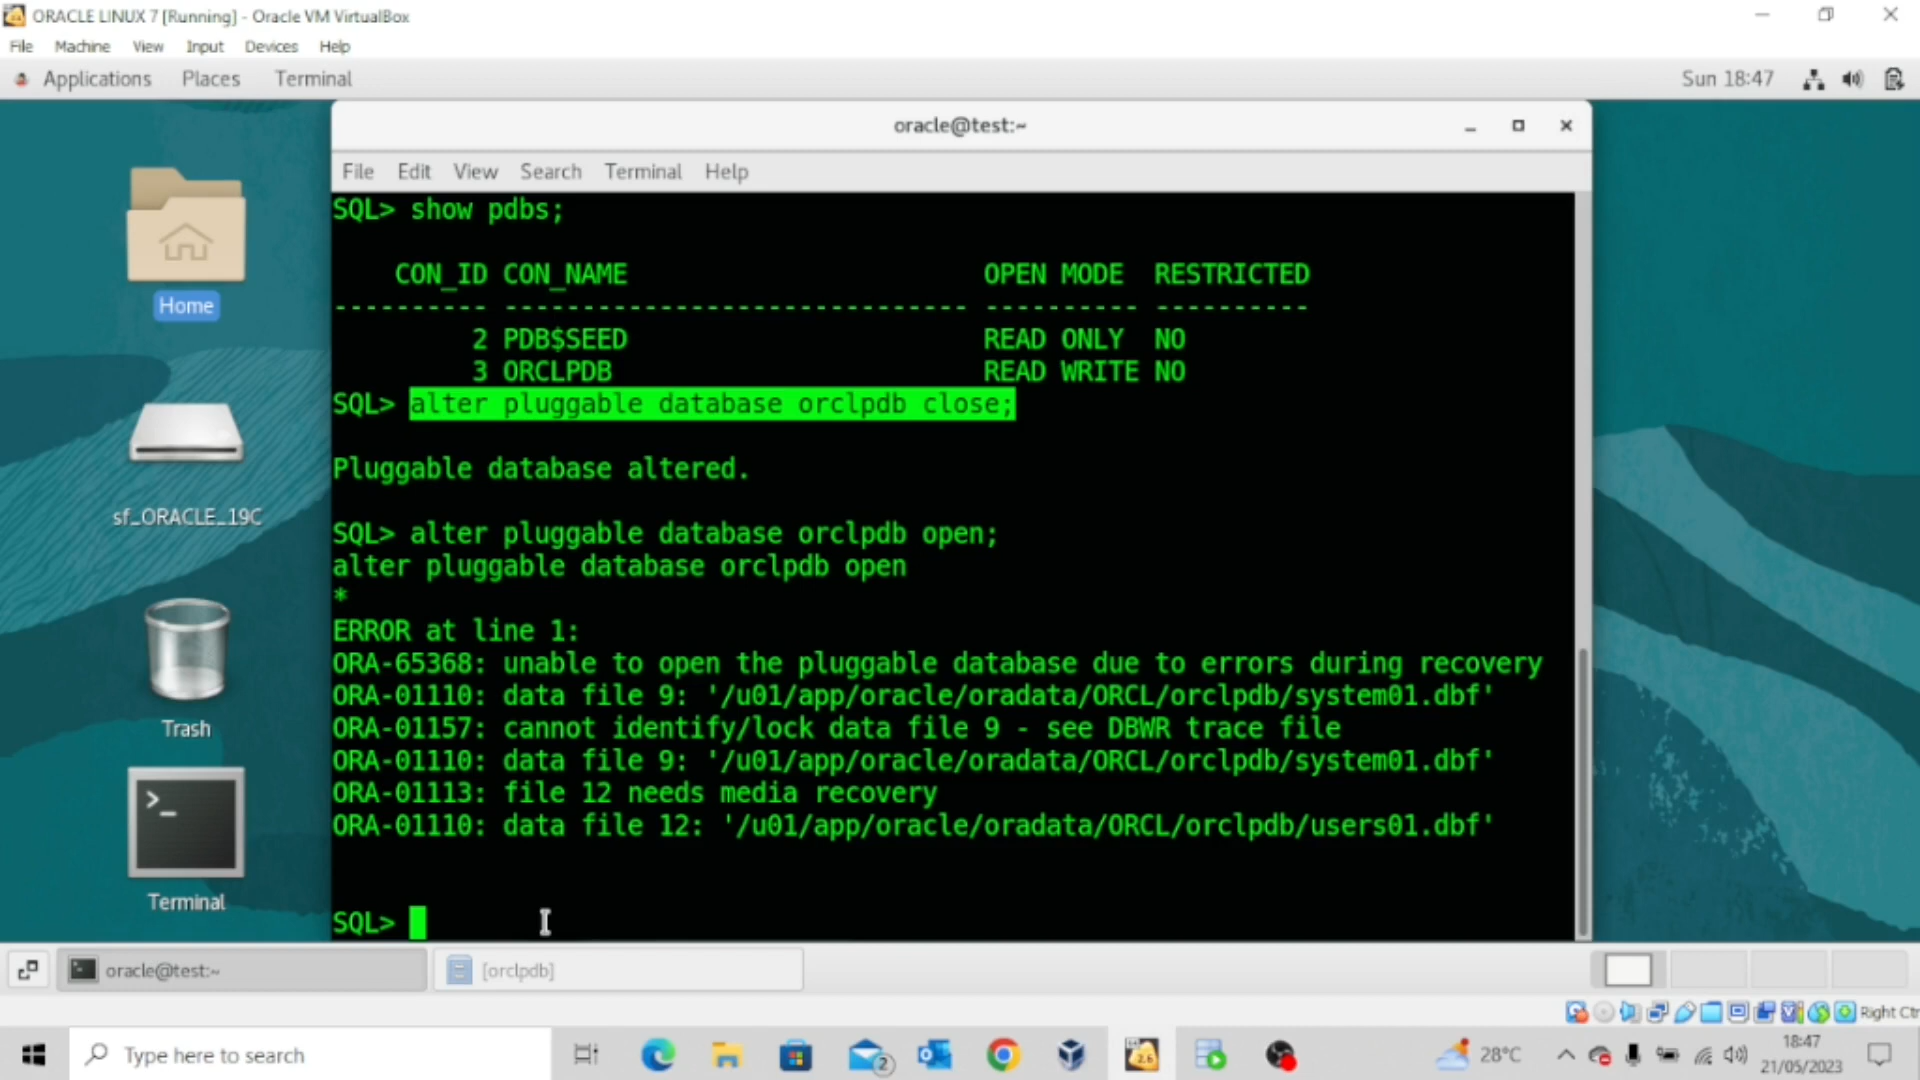 ORACLE LINUX 7 [Running] - Oracle VM VirtualBox
File Machine View Input Devices Help
Applications Places Terminal Sun 18:47
oracle@test:~
File Edit View Search Terminal Help
SQL> show pdbs;
CON_ID CON_NAME OPEN MODE RESTRICTED
---------- ------------------------------ ---------- ----------
2 PDB$SEED READ ONLY NO
3 ORCLPDB READ WRITE NO
SQL> alter pluggable database orclpdb close;
Pluggable database altered.
SQL> alter pluggable database orclpdb open;
alter pluggable database orclpdb open
*
ERROR at line 1:
ORA-65368: unable to open the pluggable database due to errors during recovery
ORA-01110: data file 9: '/u01/app/oracle/oradata/ORCL/orclpdb/system01.dbf'
ORA-01157: cannot identify/lock data file 9 - see DBWR trace file
ORA-01110: data file 9: '/u01/app/oracle/oradata/ORCL/orclpdb/system01.dbf'
ORA-01113: file 12 needs media recovery
ORA-01110: data file 12: '/u01/app/oracle/oradata/ORCL/orclpdb/users01.dbf'
SQL>
Home
sf_ORACLE_19C
Trash
Terminal
oracle@test:~ [orclpdb]
Right Ctr
Type here to search
2
28°C
18:47
21/05/2023